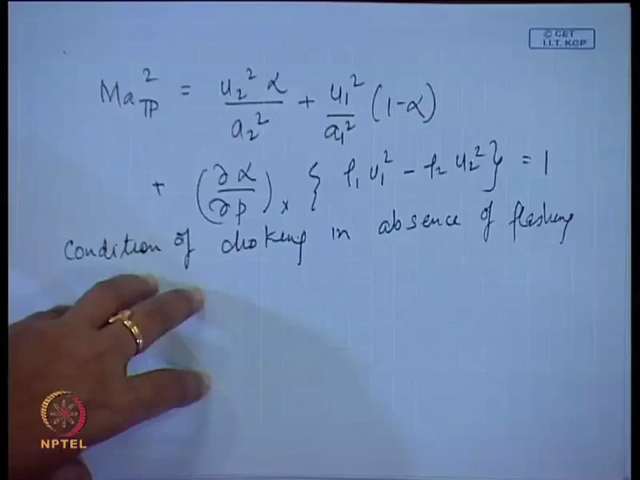 © CET
I.I.T. KGP
Ma_TP^2 = u_2^2 α / a_2^2 + u_1^2 / a_1^2 (1-α)
+ (∂α/∂p)_x { ρ_1 u_1^2 - ρ_2 u_2^2 } = 1
Condition of choking in absence of flashing
NPTEL